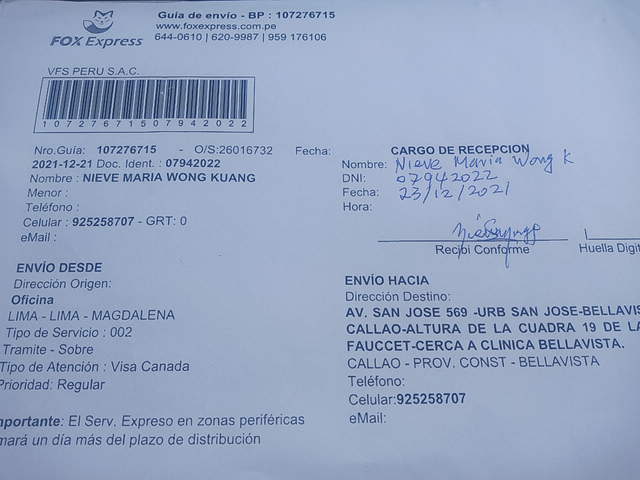 FOX Express
Guía de envío - BP : 107276715
www.foxexpress.com.pe
644-0610 | 620-9987 | 959 176106
VFS PERU S.A.C.
10727671507942022
Nro.Guía: 107276715 - O/S:26016732 Fecha:
2021-12-21 Doc. Ident. : 07942022
Nombre : NIEVE MARIA WONG KUANG
Menor :
Teléfono :
Celular : 925258707 - GRT: 0
eMail :
CARGO DE RECEPCION
Nombre: Nieve Maria Wong K
DNI: 07942022
Fecha: 23/12/2021
Hora:
Recibi Conforme
Huella Digit
ENVÍO DESDE
Dirección Origen:
Oficina
LIMA - LIMA - MAGDALENA
Tipo de Servicio : 002
Tramite - Sobre
Tipo de Atención : Visa Canada
Prioridad: Regular
mportante: El Serv. Expreso en zonas periféricas
mará un día más del plazo de distribución
ENVÍO HACIA
Dirección Destino:
AV. SAN JOSE 569 -URB SAN JOSE-BELLAVIS
CALLAO-ALTURA DE LA CUADRA 19 DE LA
FAUCCET-CERCA A CLINICA BELLAVISTA.
CALLAO - PROV. CONST - BELLAVISTA
Teléfono:
Celular:925258707
eMail: